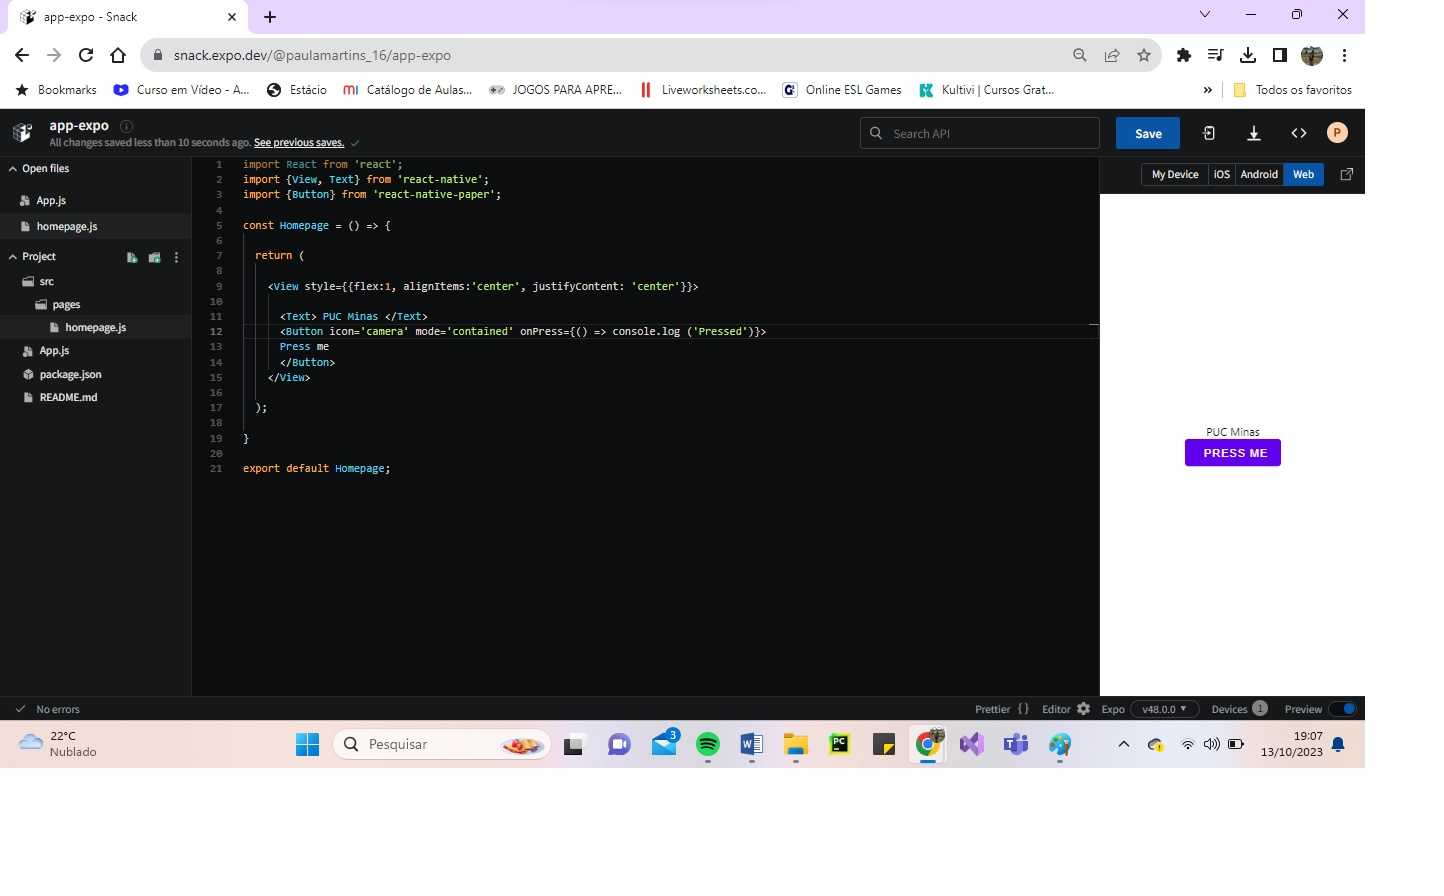 app-expo - Snack
snack.expo.dev/@paulamartins_16/app-expo
Bookmarks Curso em Vídeo - A... Estácio MI Catálogo de Aulas... JOGOS PARA APRE... Liveworksheets.co... Online ESL Games Kultivi | Cursos Grat... » Todos os favoritos
app-expo
All changes saved less than 10 seconds ago. See previous saves.
Search API
Save
P
Open files
App.js
homepage.js
Project
src
pages
homepage.js
App.js
package.json
README.md
1 import React from 'react';
2 import {View, Text} from 'react-native';
3 import {Button} from 'react-native-paper';
4
5 const Homepage = () => {
6
7 return (
8
9 <View style={{flex:1, alignItems:'center', justifyContent: 'center'}}>
10
11 <Text> PUC Minas </Text>
12 <Button icon='camera' mode='contained' onPress={() => console.log ('Pressed')}>
13 Press me
14 </Button>
15 </View>
16
17 );
18
19 }
20
21 export default Homepage;
My Device iOS Android Web
PUC Minas
PRESS ME
No errors
Prettier {} Editor Expo v48.0.0 Devices 1 Preview
22°C
Nublado
Pesquisar
3
PC
19:07
13/10/2023